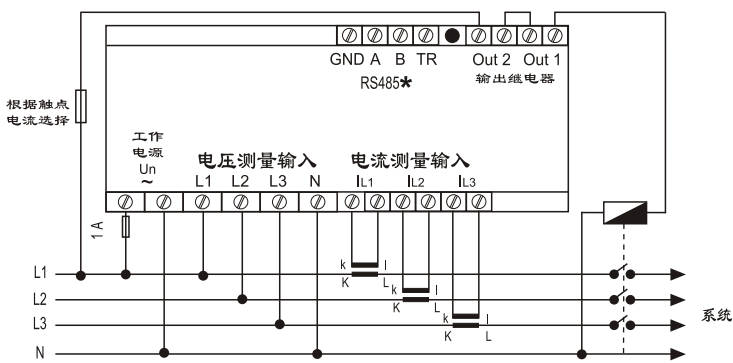 GND A B TR Out 2 Out 1
RS485* 输出继电器
根据触点
电流选择
工作
电源
Un
~
电压测量输入 电流测量输入
L1 L2 L3 N IL1 IL2 IL3
1 A
k l
L1 K L
k l
L2 K L
k l
L3 K L
系统
N